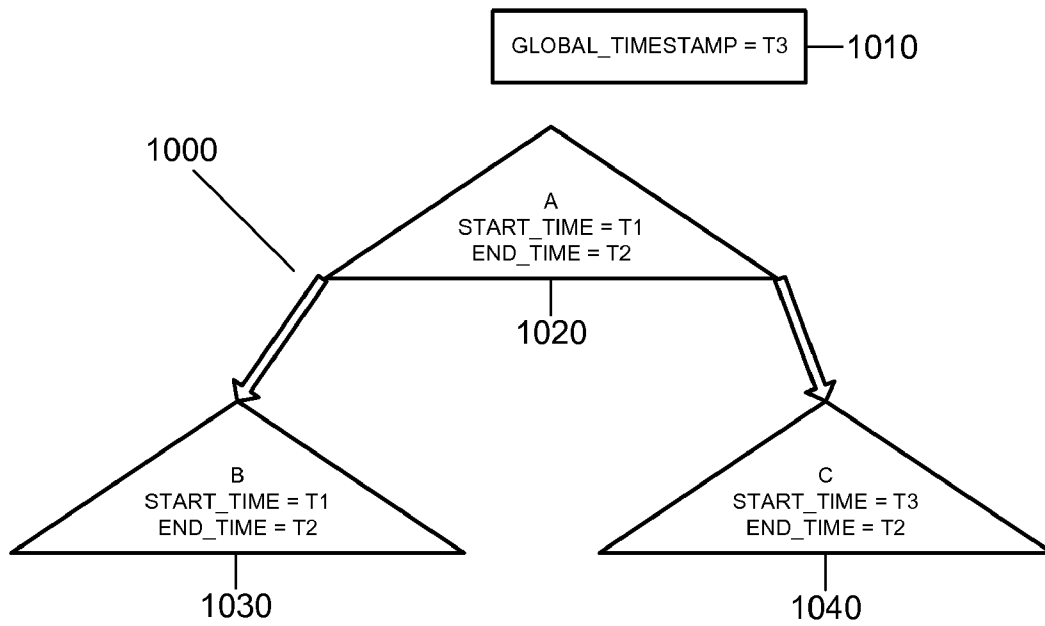 GLOBAL_TIMESTAMP = T3
1010
1000
A
START_TIME = T1
END_TIME = T2
1020
B
START_TIME = T1
END_TIME = T2
1030
C
START_TIME = T3
END_TIME = T2
1040